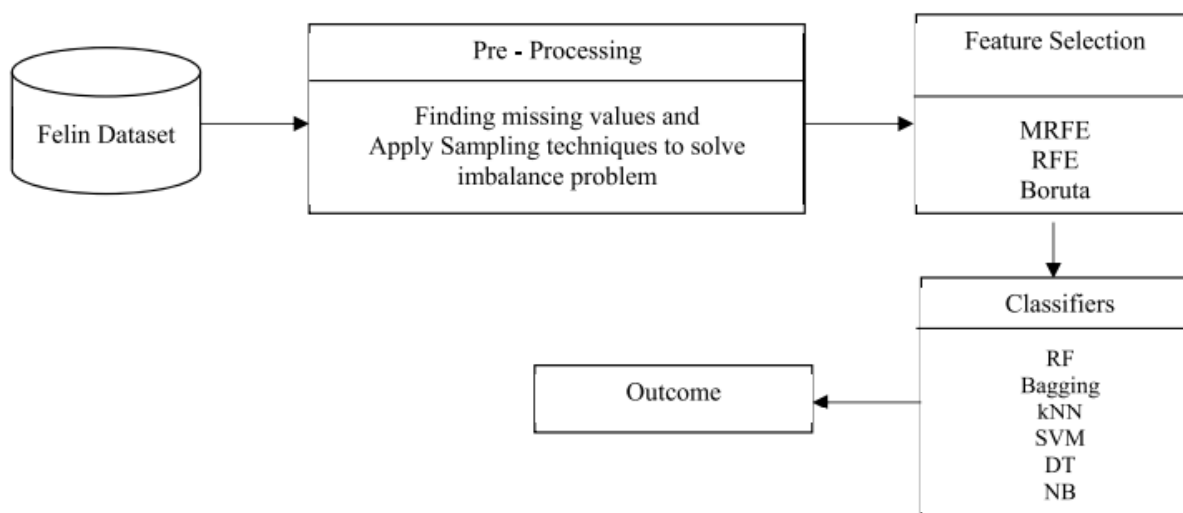 Felin Dataset
Pre - Processing
Finding missing values and
Apply Sampling techniques to solve
imbalance problem
Feature Selection
MRFE
RFE
Boruta
Classifiers
RF
Bagging
kNN
SVM
DT
NB
Outcome